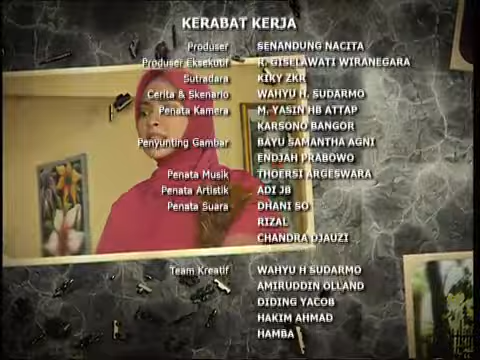 KERABAT KERJA
Produser SENANDUNG NACITA
Produser Eksekutif R. GISELAWATI WIRANEGARA
Sutradara KIKY ZKR
Cerita & Skenario WAHYU H. SUDARMO
Penata Kamera M. YASIN HB ATTAP
KARSONO BANGOR
Penyunting Gambar BAYU SAMANTHA AGNI
ENDJAH PRABOWO
Penata Musik THOERSI ARGESWARA
Penata Artistik ADI JB
Penata Suara DHANI SO
RIZAL
CHANDRA DJAUZI
Team Kreatif WAHYU H SUDARMO
AMIRUDDIN OLLAND
DIDING YACOB
HAKIM AHMAD
HAMBA